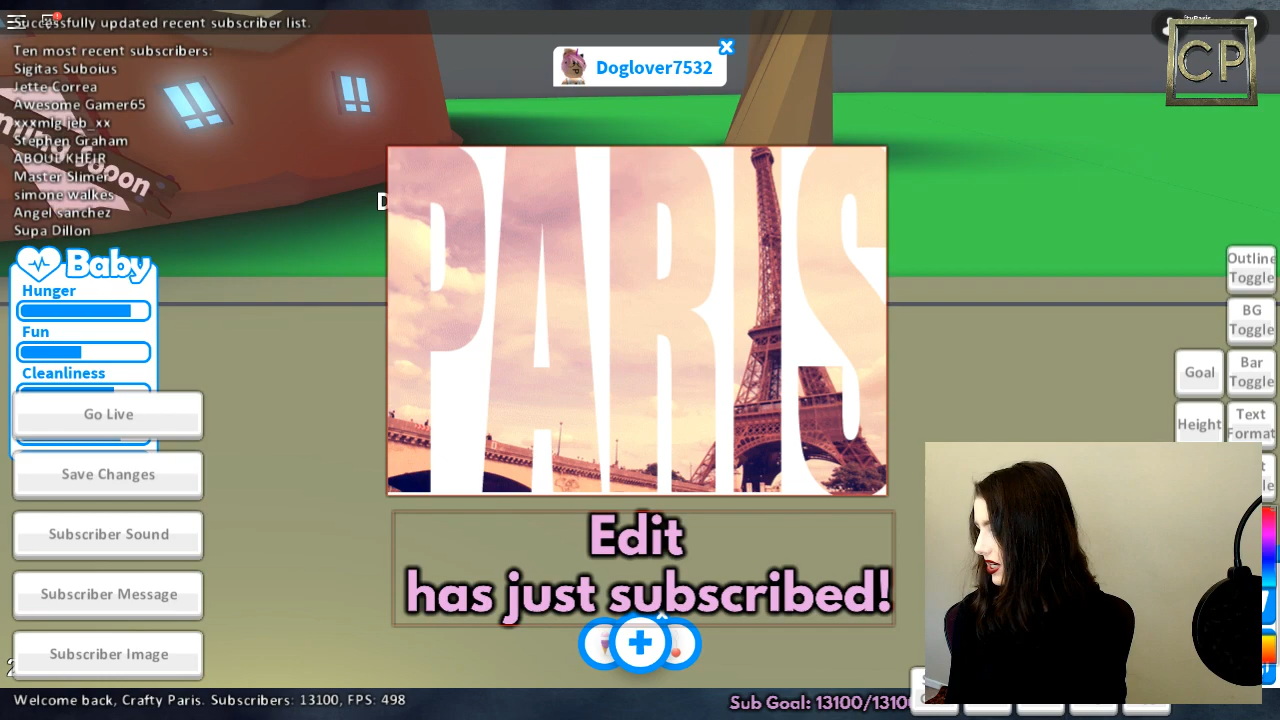 Successfully updated recent subscriber list.
Ten most recent subscribers:
Sigitas Suboius
Jette Correa
Awesome Gamer65
xxxmlg jeb_xx
Stephen Graham
ABOUL KHEIR
Master Slimer
simone walkes
Angel sanchez
Supa Dillon
Doglover7532
CP
PARIS
Baby
Hunger
Fun
Cleanliness
Go Live
Save Changes
Subscriber Sound
Subscriber Message
Subscriber Image
Outline
Toggle
BG
Toggle
Goal
Bar
Toggle
Height
Text
Format
Edit
has just subscribed!
Welcome back, Crafty Paris. Subscribers: 13100, FPS: 498
Sub Goal: 13100/1310